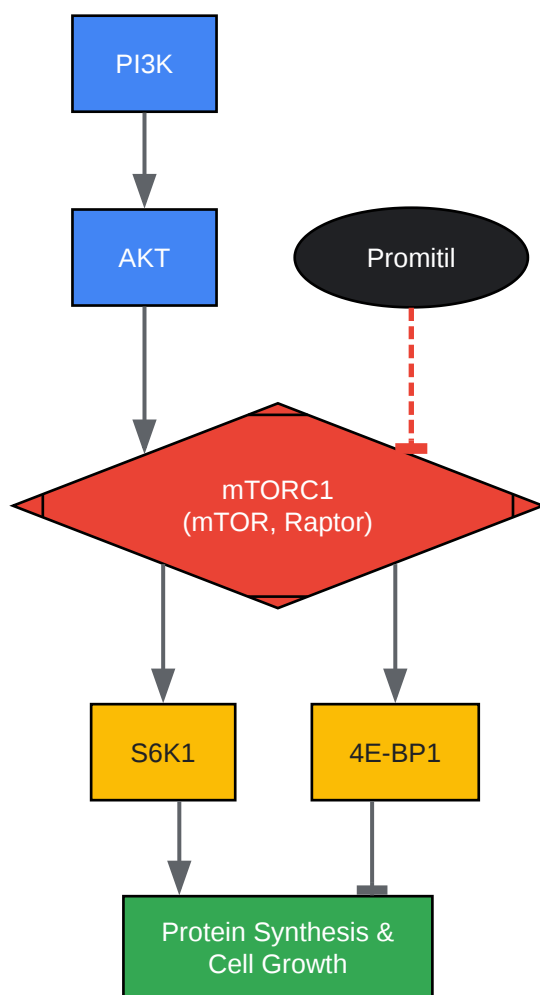 PI3K
AKT
Promitil
mTORC1
(mTOR, Raptor)
S6K1
4E-BP1
Protein Synthesis &
Cell Growth